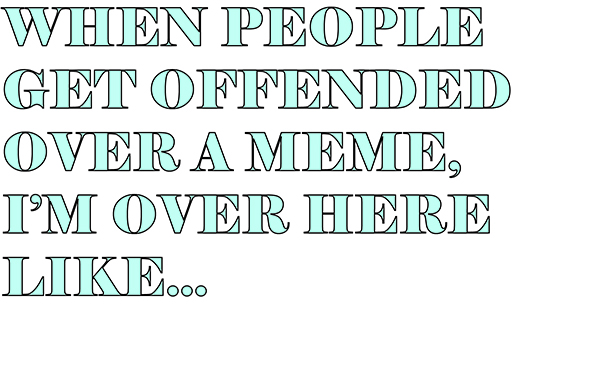 WHEN PEOPLE
GET OFFENDED
OVER A MEME,
I'M OVER HERE
LIKE...